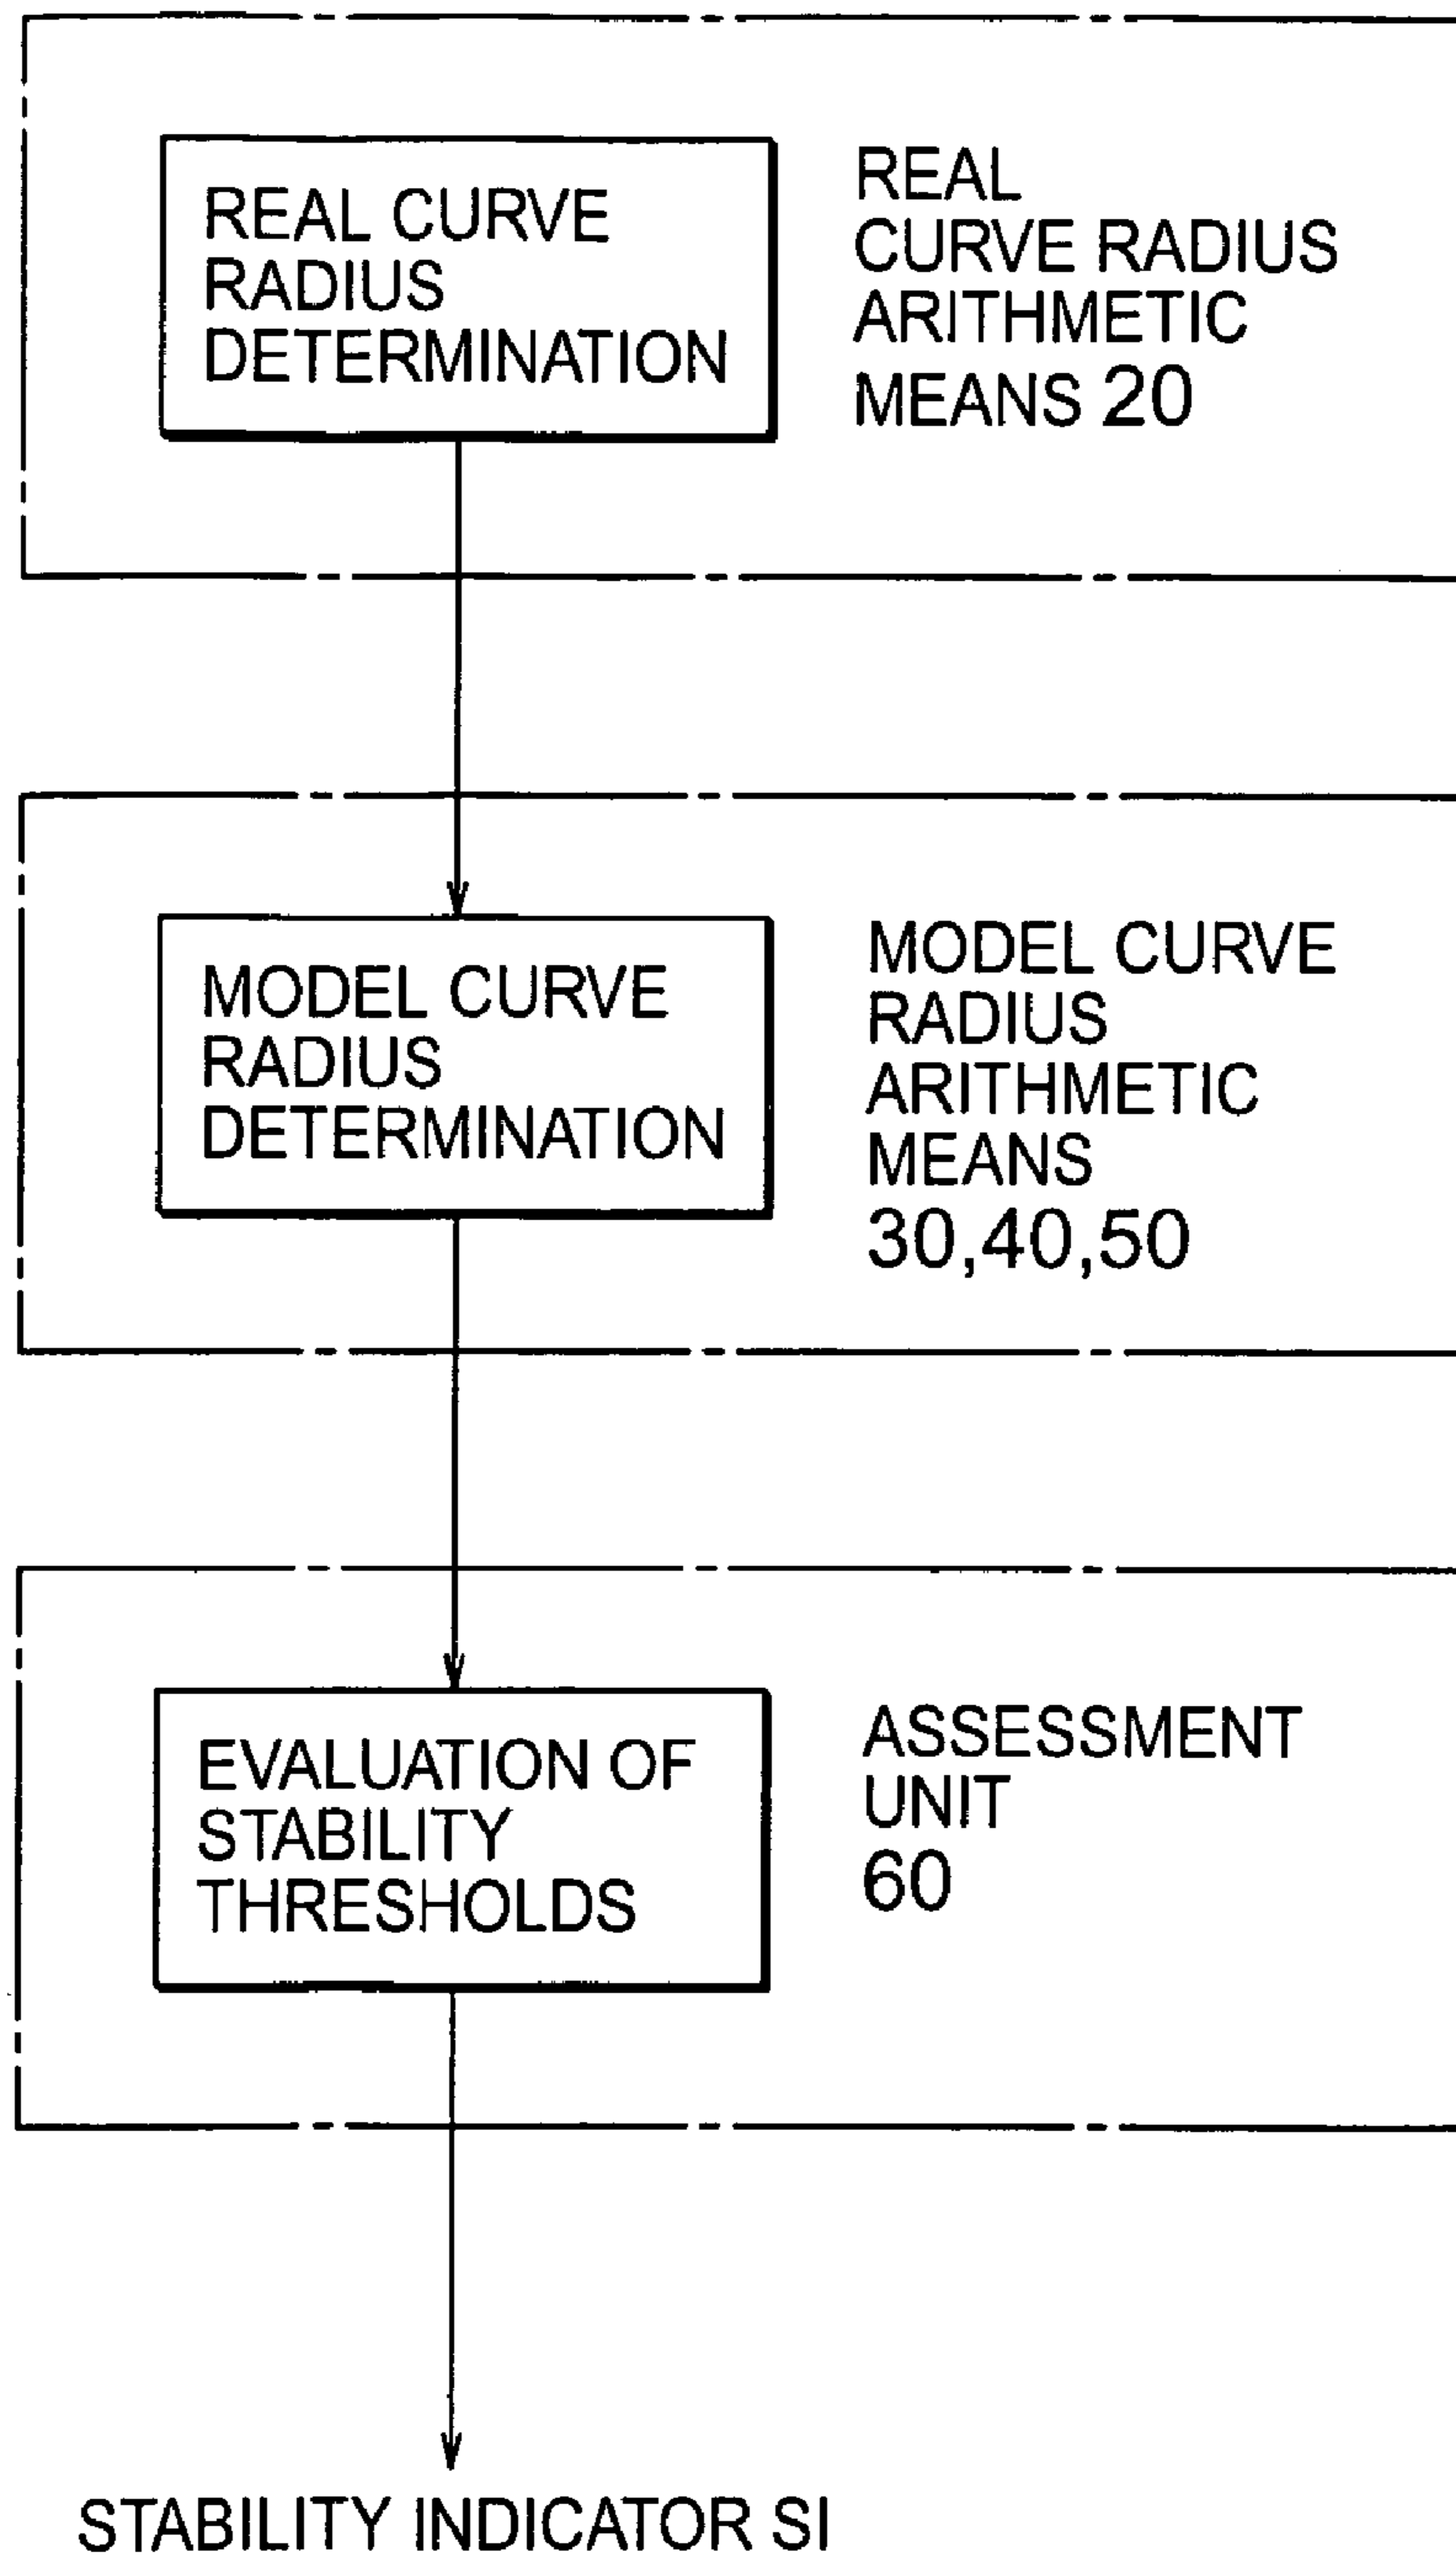 REAL CURVE
RADIUS
DETERMINATION
REAL
CURVE RADIUS
ARITHMETIC
MEANS 20
MODEL CURVE
RADIUS
DETERMINATION
MODEL CURVE
RADIUS
ARITHMETIC
MEANS
30,40,50
EVALUATION OF
STABILITY
THRESHOLDS
ASSESSMENT
UNIT
60
STABILITY INDICATOR SI